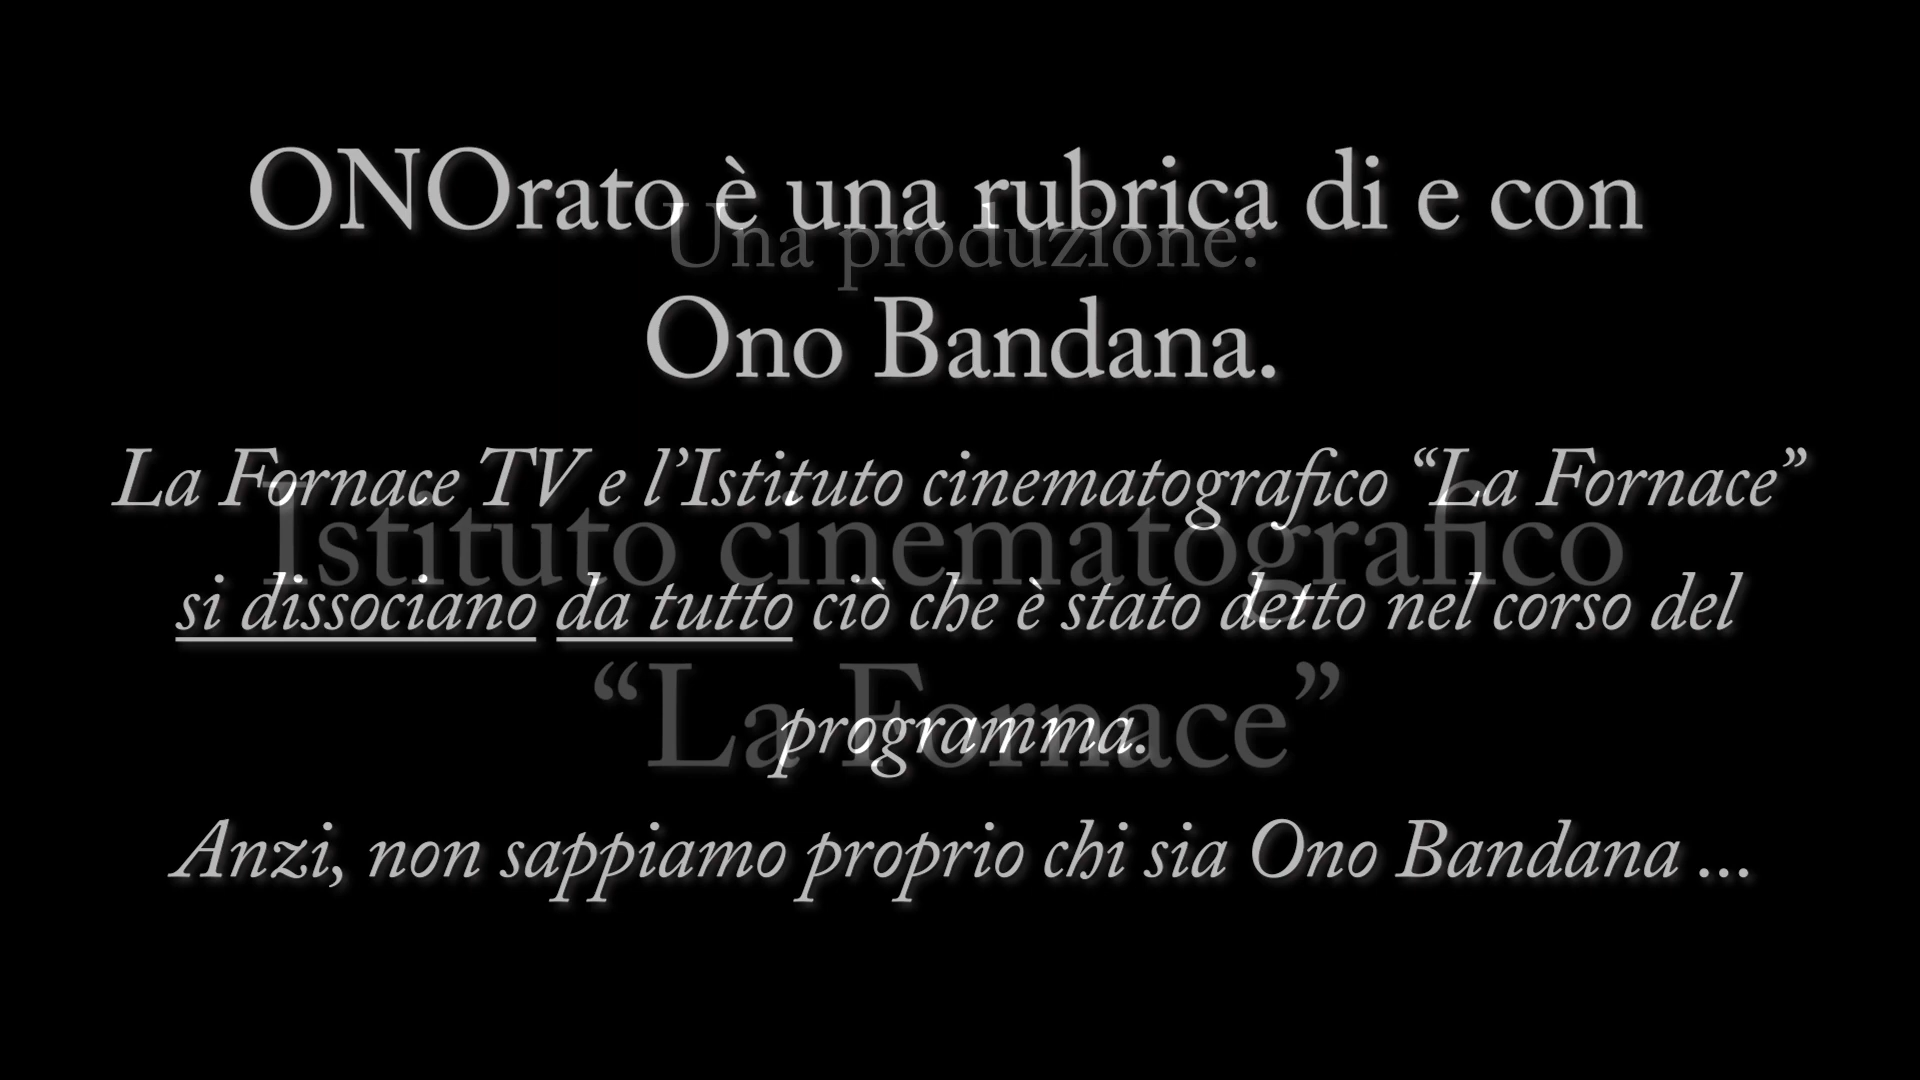 ONOrato è una rubrica di e con
Una produzione:
Ono Bandana.
La Fornace TV e l’Istituto cinematografico “La Fornace”
Istituto cinematografico
si dissociano da tutto ciò che è stato detto nel corso del
“La Fornace”
programma.
Anzi, non sappiamo proprio chi sia Ono Bandana ...